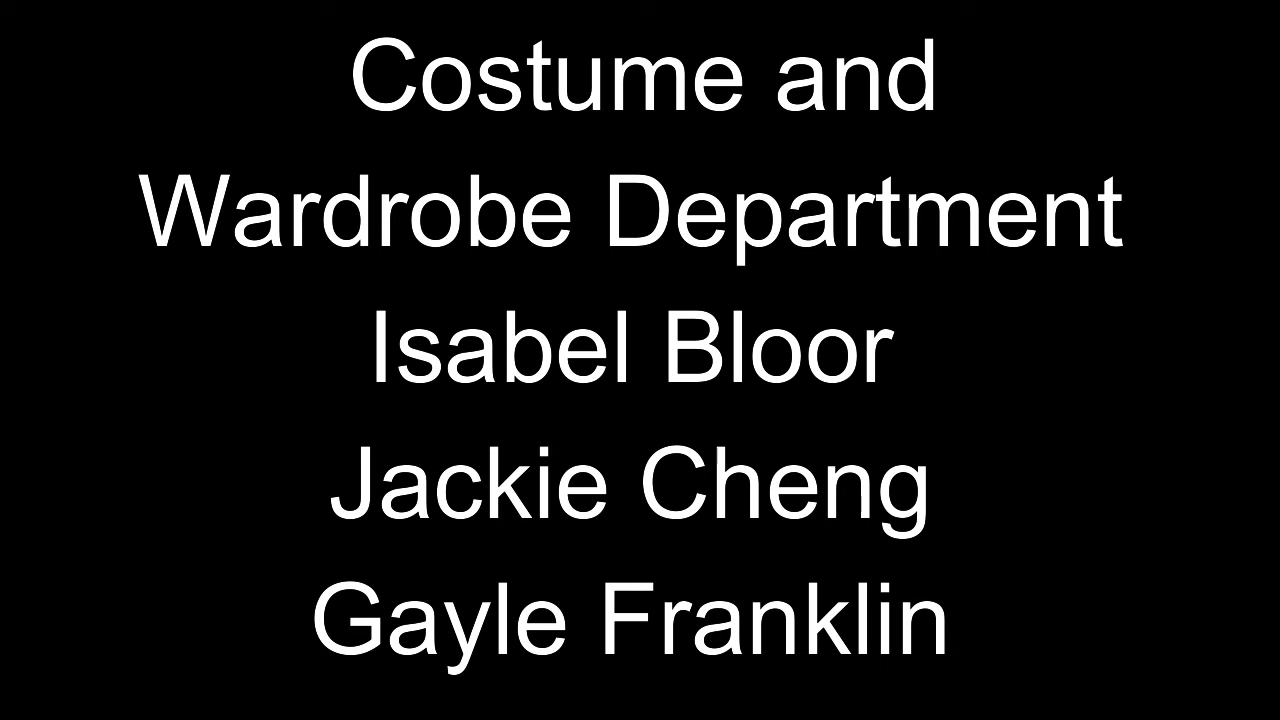 Costume and
Wardrobe Department
Isabel Bloor
Jackie Cheng
Gayle Franklin